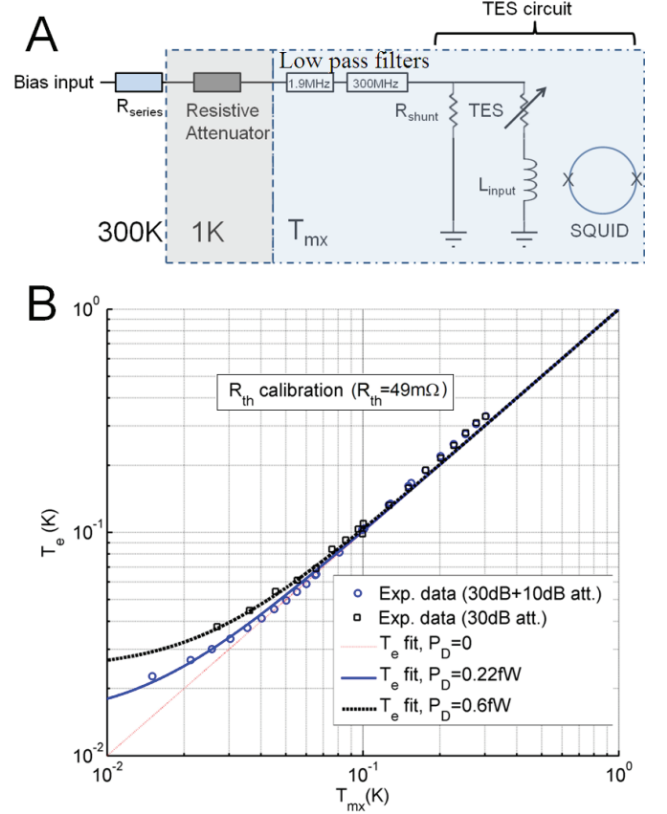 TES circuit
A
Low pass filters
Bias input
R_series
Resistive
Attenuator
1.9MHz
300MHz
R_shunt
TES
L_input
X X
SQUID
300K
1K
T_mx
B
10^0
R_th calibration (R_th=49mΩ)
10^-1
T_e (K)
Exp. data (30dB+10dB att.)
Exp. data (30dB att.)
T_e fit, P_D=0
T_e fit, P_D=0.22fW
T_e fit, P_D=0.6fW
10^-2
10^-2 10^-1 10^0
T_mx(K)